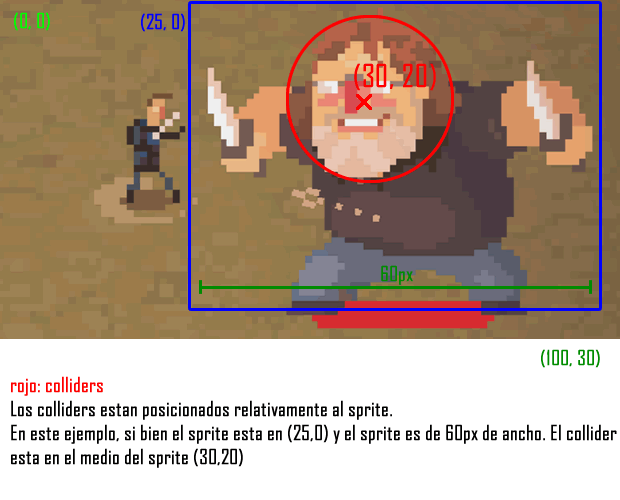 (0, 0)
(25, 0)
(30, 20)
60px
(100, 30)
rojo: colliders
Los colliders estan posicionados relativamente al sprite.
En este ejemplo, si bien el sprite esta en (25,0) y el sprite es de 60px de ancho. El collider
esta en el medio del sprite (30,20)